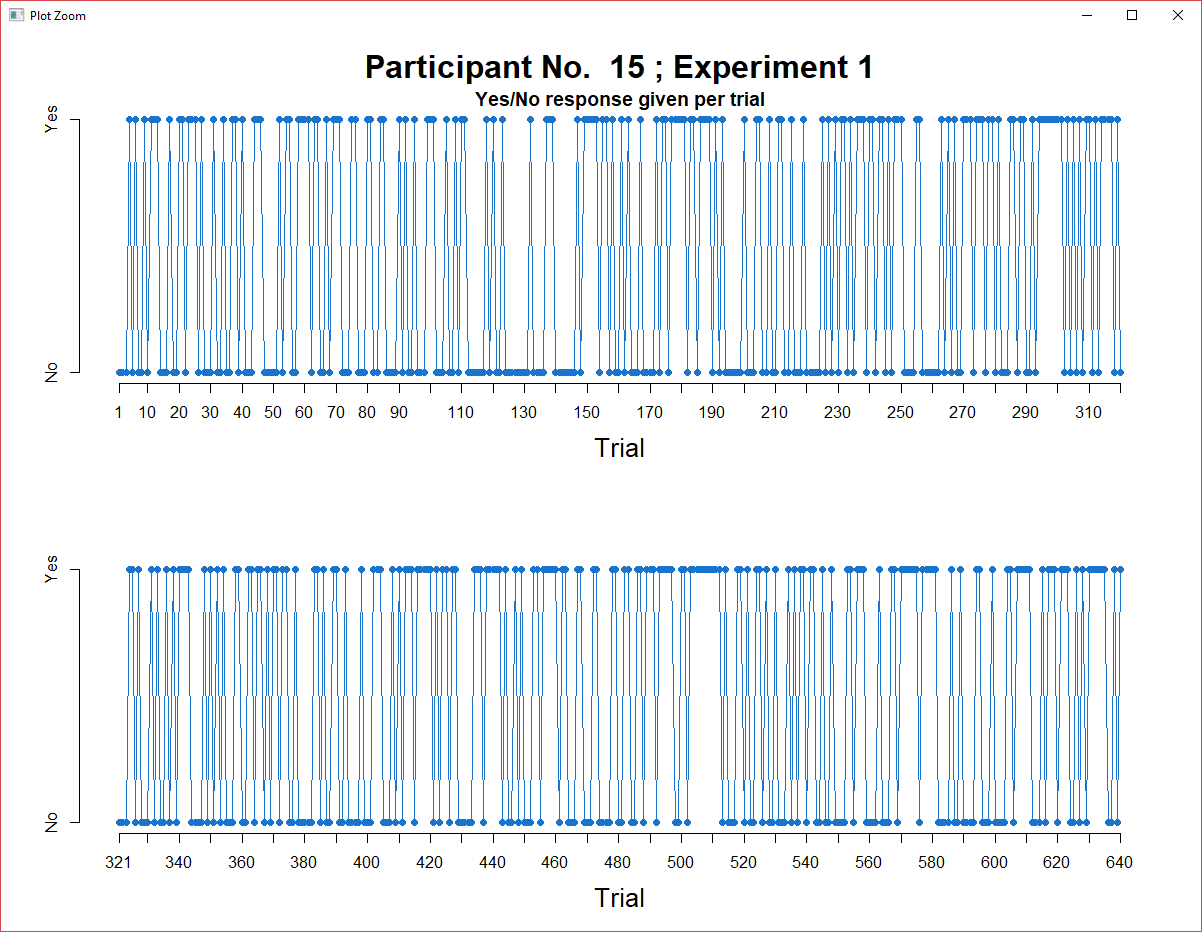 Plot Zoom
Participant No. 15 ; Experiment 1
Yes/No response given per trial
Yes
No
1 10 20 30 40 50 60 70 80 90 110 130 150 170 190 210 230 250 270 290 310
Trial
Yes
No
321 340 360 380 400 420 440 460 480 500 520 540 560 580 600 620 640
Trial